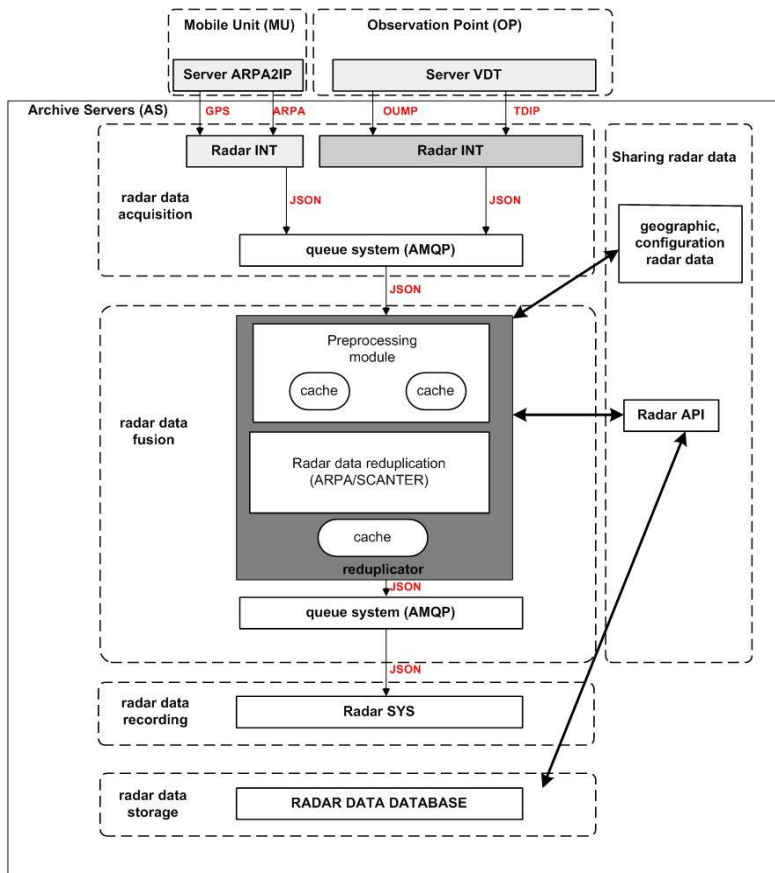 Mobile Unit (MU)
Observation Point (OP)
Server ARPA2IP
Server VDT
Archive Servers (AS)
GPS
ARPA
OUMP
TDIP
Radar INT
Radar INT
Sharing radar data
radar data
acquisition
JSON
JSON
geographic,
configuration
radar data
queue system (AMQP)
JSON
Preprocessing
module
cache
cache
radar data
fusion
Radar API
Radar data reduplication
(ARPA/SCANTER)
cache
reduplicator
JSON
queue system (AMQP)
JSON
radar data
recording
Radar SYS
radar data
storage
RADAR DATA DATABASE